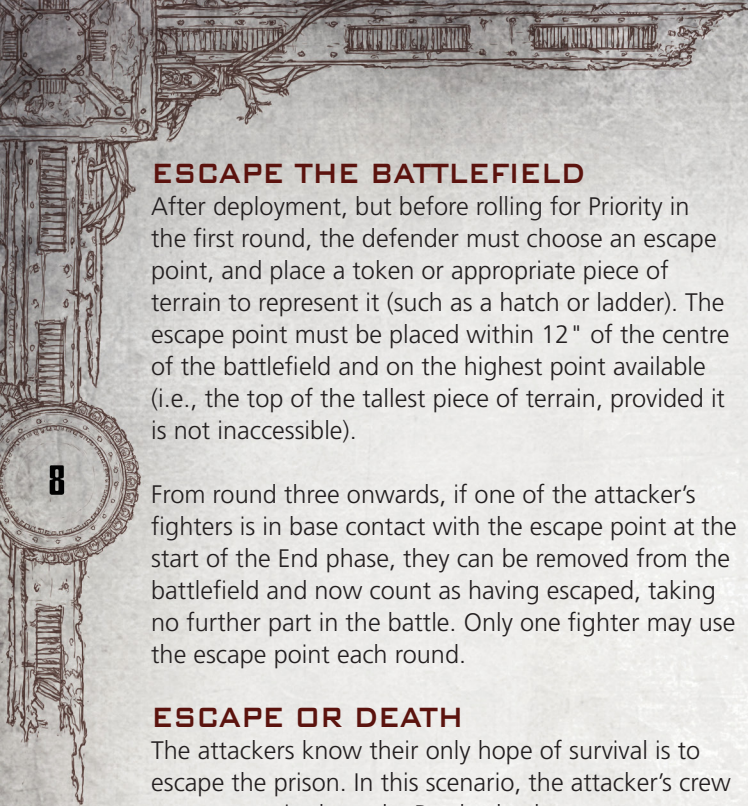 ESCAPE THE BATTLEFIELD
After deployment, but before rolling for Priority in
the first round, the defender must choose an escape
point, and place a token or appropriate piece of
terrain to represent it (such as a hatch or ladder). The
escape point must be placed within 12" of the centre
of the battlefield and on the highest point available
(i.e., the top of the tallest piece of terrain, provided it
is not inaccessible).
8
From round three onwards, if one of the attacker's
fighters is in base contact with the escape point at the
start of the End phase, they can be removed from the
battlefield and now count as having escaped, taking
no further part in the battle. Only one fighter may use
the escape point each round.
ESCAPE OR DEATH
The attackers know their only hope of survival is to
escape the prison. In this scenario, the attacker's crew